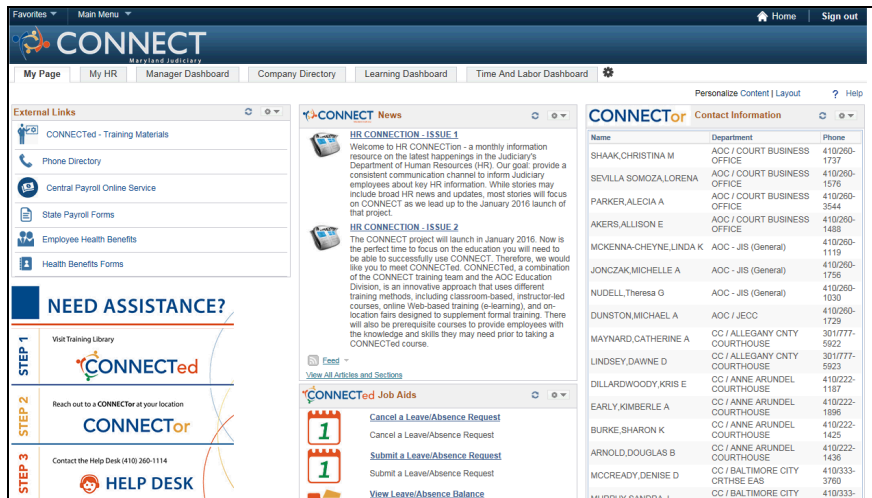 Favorites Main Menu Home Sign out
CONNECT
Maryland Judiciary
My Page My HR Manager Dashboard Company Directory Learning Dashboard Time And Labor Dashboard
Personalize Content | Layout ? Help
External Links
CONNECTed - Training Materials
Phone Directory
Central Payroll Online Service
State Payroll Forms
Employee Health Benefits
Health Benefits Forms
NEED ASSISTANCE?
STEP 1
Visit Training Library
CONNECTed
STEP 2
Reach out to a CONNECTor at your location
CONNECTor
STEP 3
Contact the Help Desk (410) 260-1114
HELP DESK
CONNECT News
HR CONNECTION - ISSUE 1
Welcome to HR CONNECTion - a monthly information
resource on the latest happenings in the Judiciary's
Department of Human Resources (HR). Our goal: provide a
consistent communication channel to inform Judiciary
employees about key HR information. While stories may
include broad HR news and updates, most stories will focus
on CONNECT as we lead up to the January 2016 launch of
that project.
HR CONNECTION - ISSUE 2
The CONNECT project will launch in January 2016. Now is
the perfect time to focus on the education you will need to
be able to successfully use CONNECT. Therefore, we would
like you to meet CONNECTed. CONNECTed, a combination
of the CONNECT training team and the AOC Education
Division, is an innovative approach that uses different
training methods, including classroom-based, instructor-led
courses, online Web-based training (e-learning), and on-
location fairs designed to supplement formal training. There
will also be prerequisite courses to provide employees with
the knowledge and skills they may need prior to taking a
CONNECTed course.
Feed
View All Articles and Sections
CONNECTed Job Aids
1
Cancel a Leave/Absence Request
Cancel a Leave/Absence Request
1
Submit a Leave/Absence Request
Submit a Leave/Absence Request
View Leave/Absence Balance
CONNECTor Contact Information
Name Department Phone
SHAAK,CHRISTINA M AOC / COURT BUSINESS OFFICE 410/260-1737
SEVILLA SOMOZA,LORENA AOC / COURT BUSINESS OFFICE 410/260-1576
PARKER,ALECIA A AOC / COURT BUSINESS OFFICE 410/260-3544
AKERS,ALLISON E AOC / COURT BUSINESS OFFICE 410/260-1488
MCKENNA-CHEYNE,LINDA K AOC - JIS (General) 410/260-1119
JONCZAK,MICHELLE A AOC - JIS (General) 410/260-1756
NUDELL,Theresa G AOC - JIS (General) 410/260-1030
DUNSTON,MICHAEL A AOC / JECC 410/260-1729
MAYNARD,CATHERINE A CC / ALLEGANY CNTY COURTHOUSE 301/777-5922
LINDSEY,DAWNE D CC / ALLEGANY CNTY COURTHOUSE 301/777-5923
DILLARDWOODY,KRIS E CC / ANNE ARUNDEL COURTHOUSE 410/222-1187
EARLY,KIMBERLE A CC / ANNE ARUNDEL COURTHOUSE 410/222-1896
BURKE,SHARON K CC / ANNE ARUNDEL COURTHOUSE 410/222-1425
ARNOLD,DOUGLAS B CC / ANNE ARUNDEL COURTHOUSE 410/222-1436
MCCREADY,DENISE D CC / BALTIMORE CITY CRTHSE EAS 410/333-3760
CC / BALTIMORE CITY 410/333-